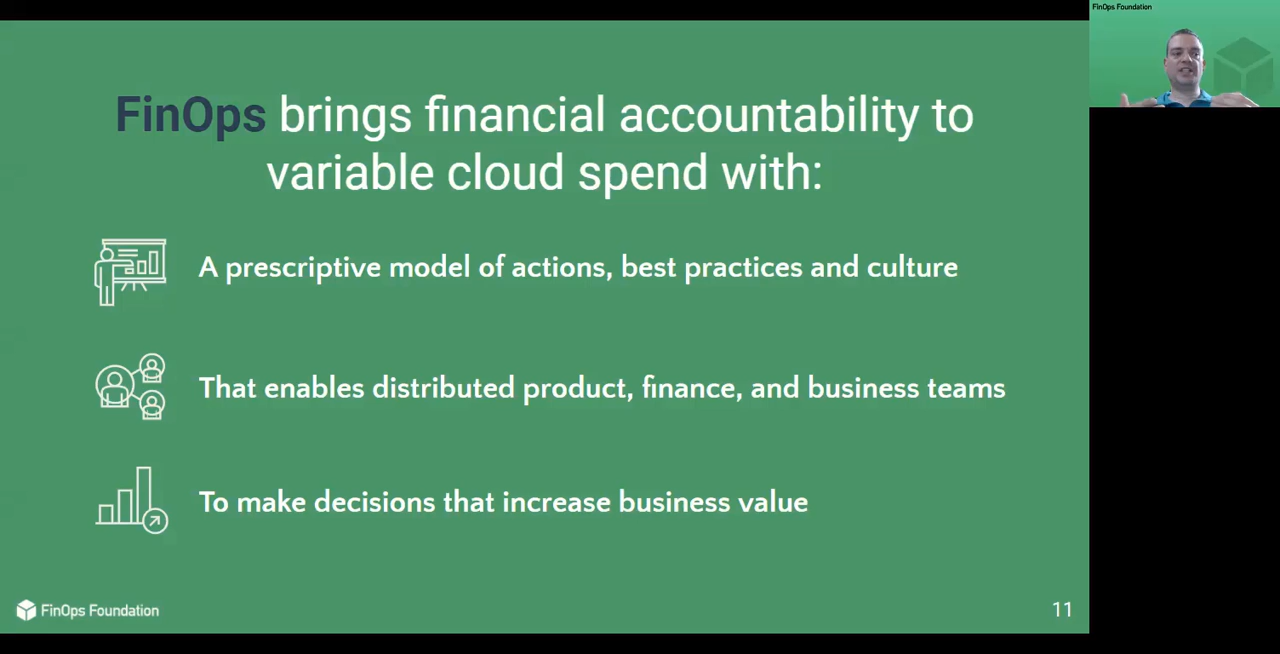 FinOps brings financial accountability to
variable cloud spend with:
A prescriptive model of actions, best practices and culture
That enables distributed product, finance, and business teams
To make decisions that increase business value
FinOps Foundation
11
FinOps Foundation